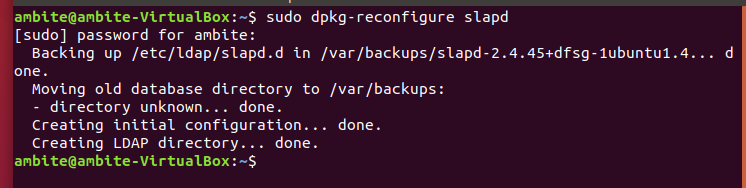 ambite@ambite-VirtualBox:~$ sudo dpkg-reconfigure slapd
[sudo] password for ambite:
  Backing up /etc/ldap/slapd.d in /var/backups/slapd-2.4.45+dfsg-1ubuntu1.4... d
one.
  Moving old database directory to /var/backups:
  - directory unknown... done.
  Creating initial configuration... done.
  Creating LDAP directory... done.
ambite@ambite-VirtualBox:~$